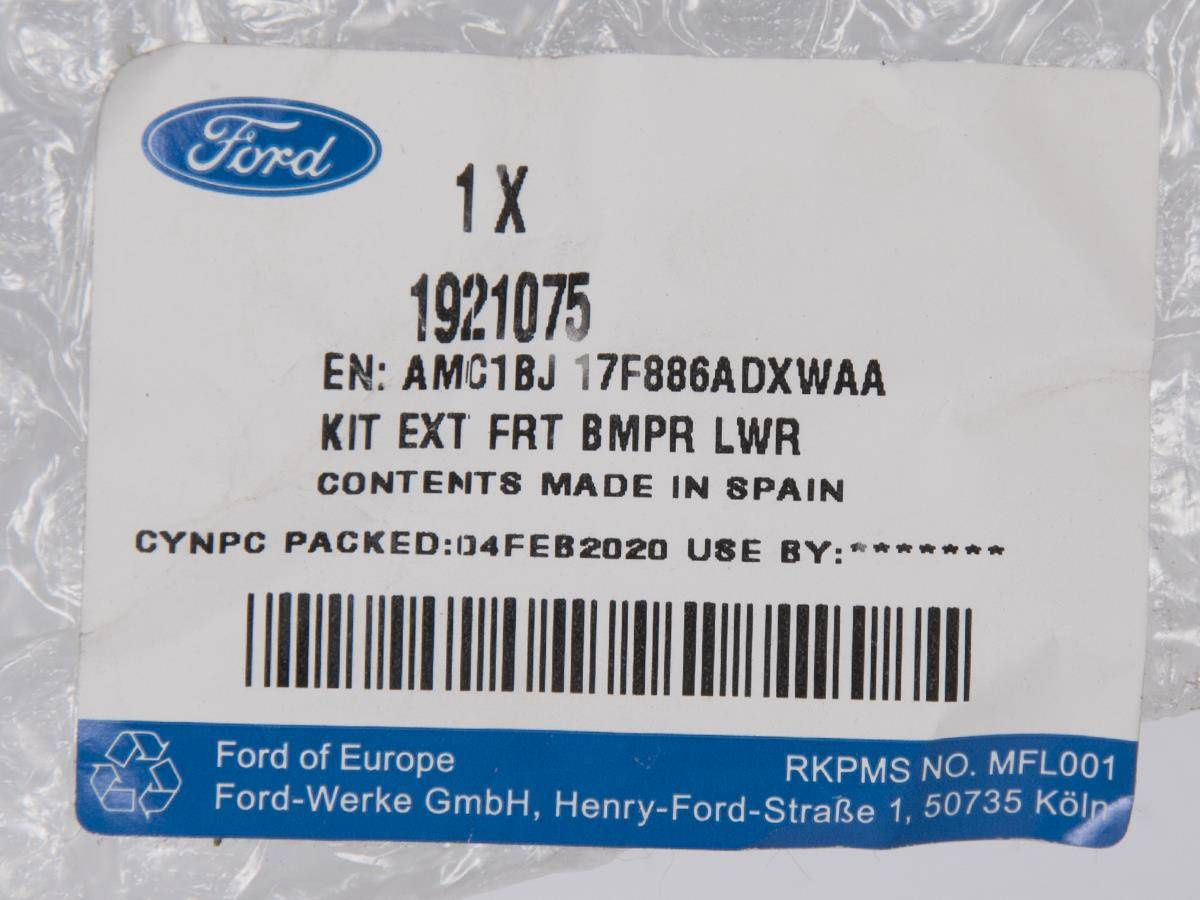 Ford
1 X
1921075
EN: AMC1BJ 17F886ADXWAA
KIT EXT FRT BMPR LWR
CONTENTS MADE IN SPAIN
CYNPC PACKED:04FEB2020 USE BY:*******
Ford of Europe
RKPMS NO. MFL001
Ford-Werke GmbH, Henry-Ford-Straße 1, 50735 Köln